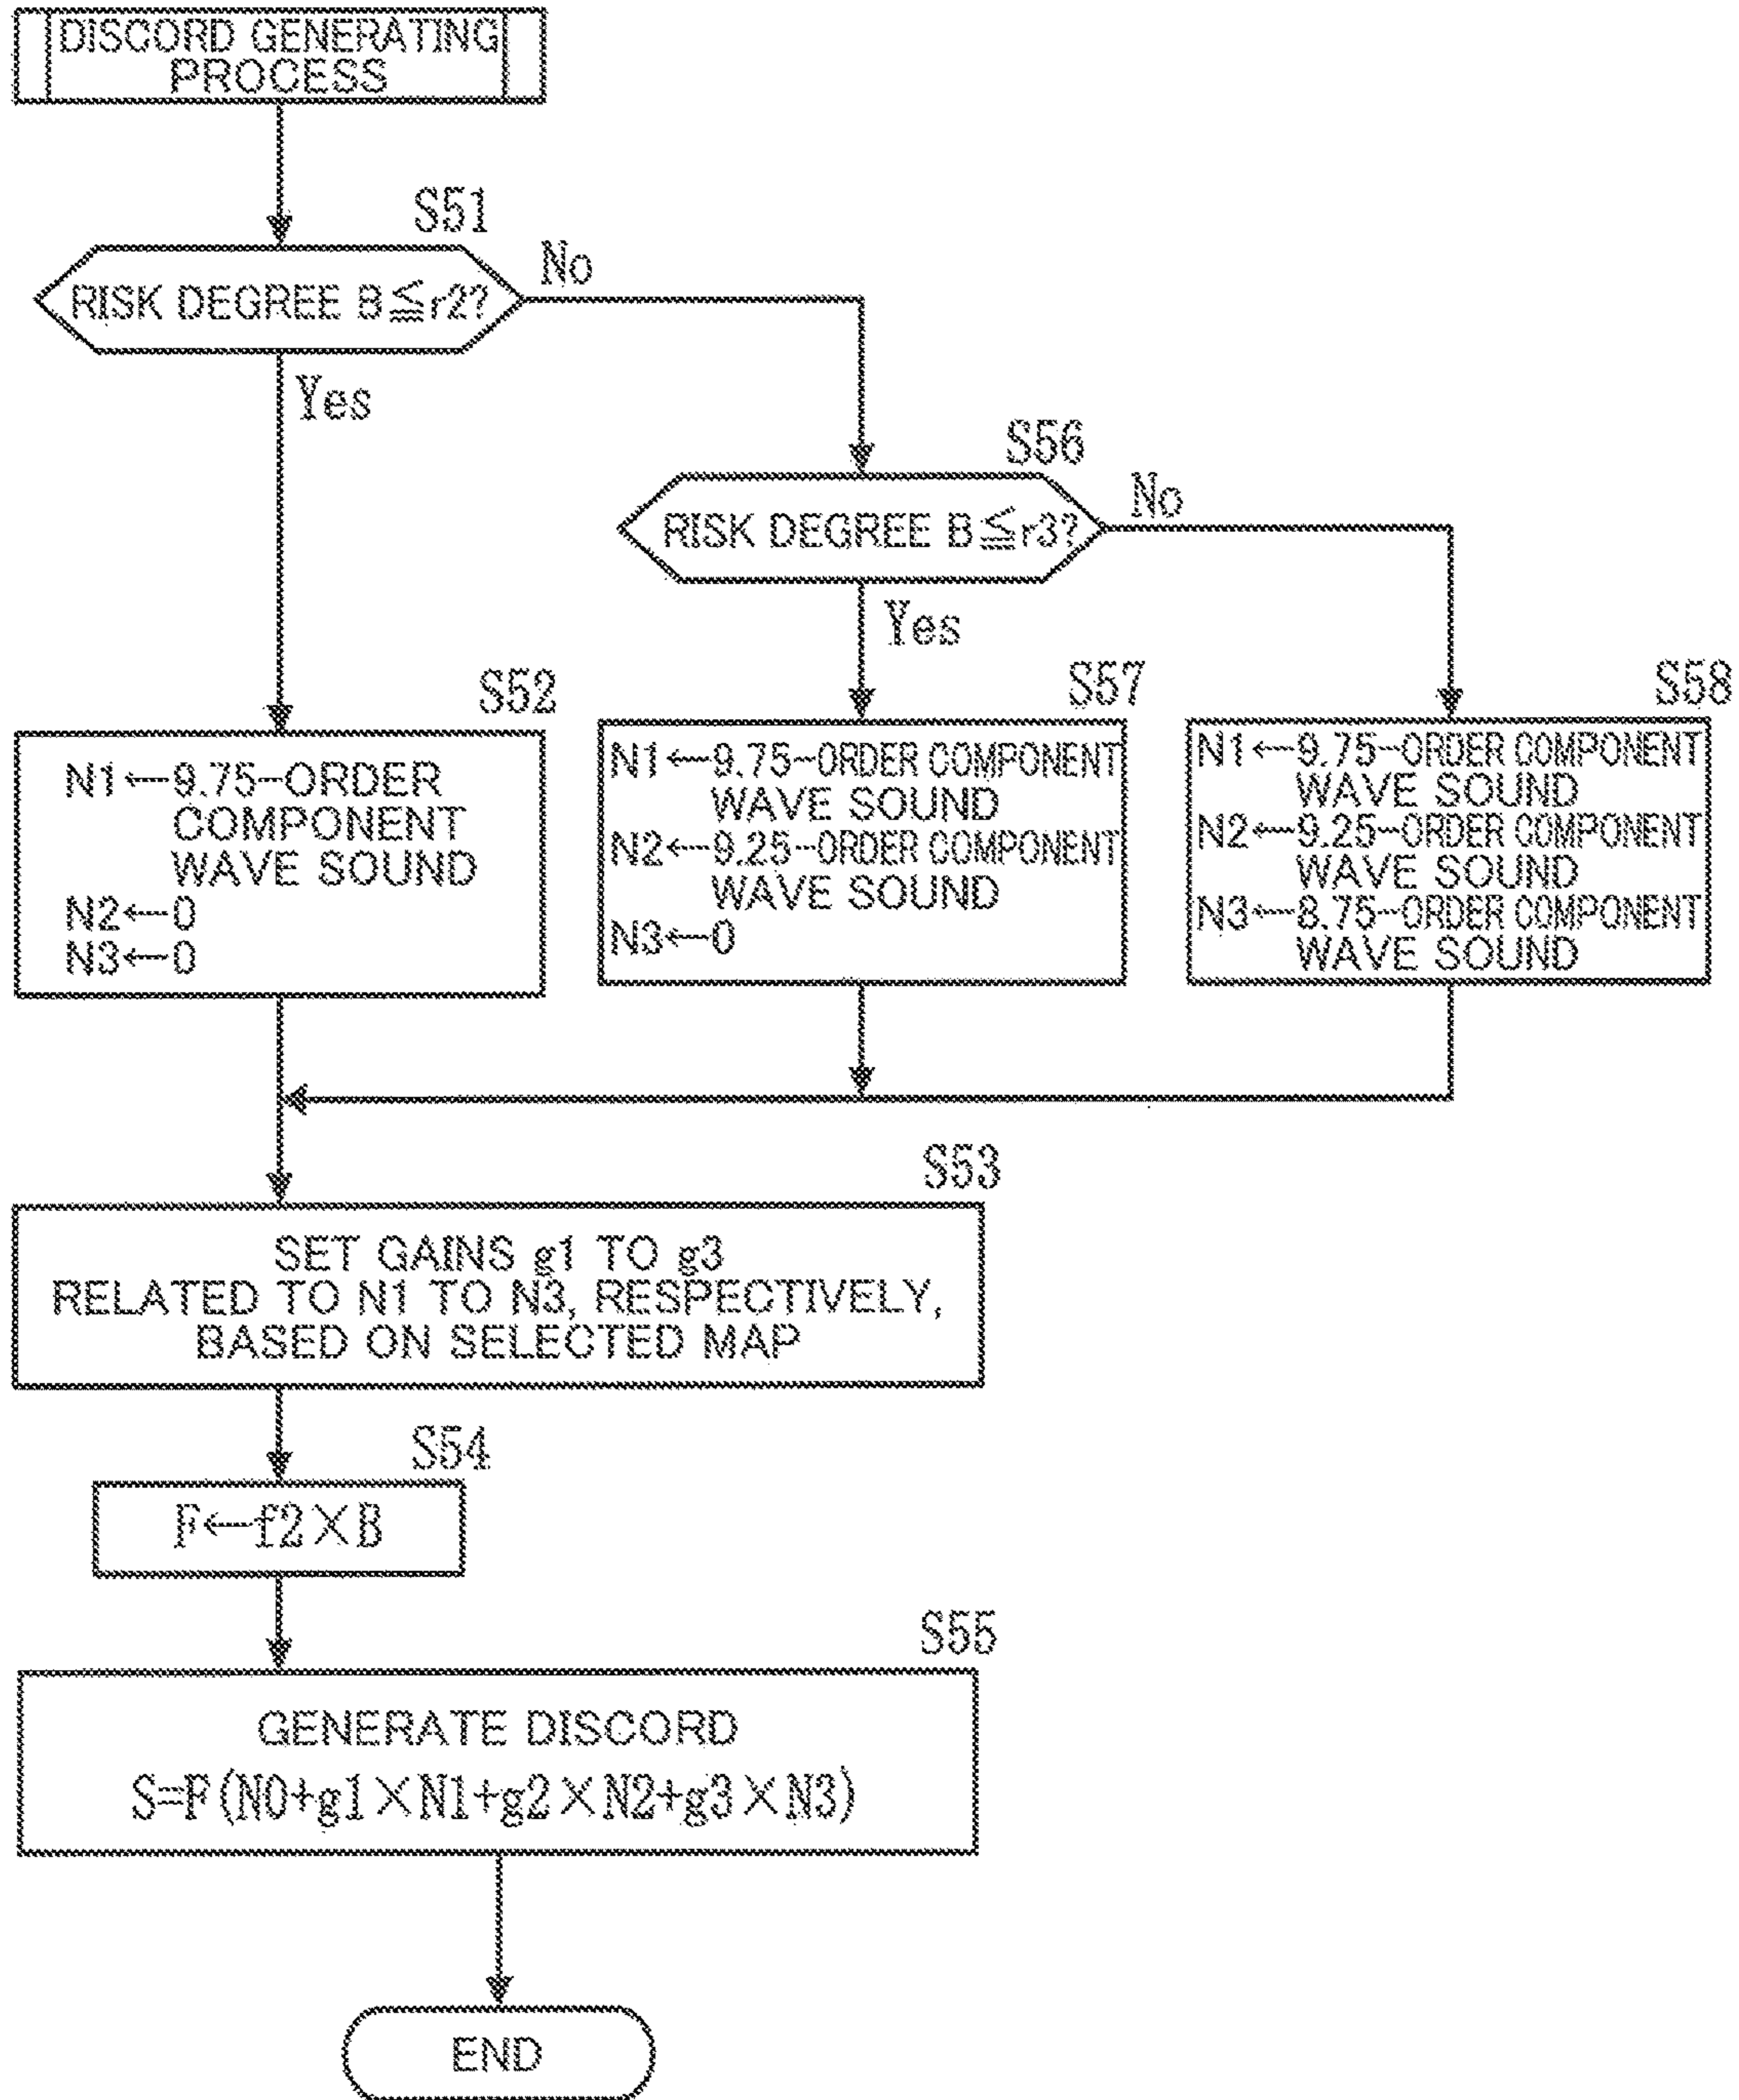 DISCORD GENERATING
PROCESS
S51
RISK DEGREE B≦r2?
No
Yes
S56
RISK DEGREE B≦r3?
No
Yes
S52
N1←9.75-ORDER
COMPONENT
WAVE SOUND
N2←0
N3←0
S57
N1←9.75-ORDER COMPONENT
WAVE SOUND
N2←9.25-ORDER COMPONENT
WAVE SOUND
N3←0
S58
N1←9.75-ORDER COMPONENT
WAVE SOUND
N2←9.25-ORDER COMPONENT
WAVE SOUND
N3←8.75-ORDER COMPONENT
WAVE SOUND
S53
SET GAINS g1 TO g3
RELATED TO N1 TO N3, RESPECTIVELY,
BASED ON SELECTED MAP
S54
F←f2×B
S55
GENERATE DISCORD
S=F(N0+g1×N1+g2×N2+g3×N3)
END